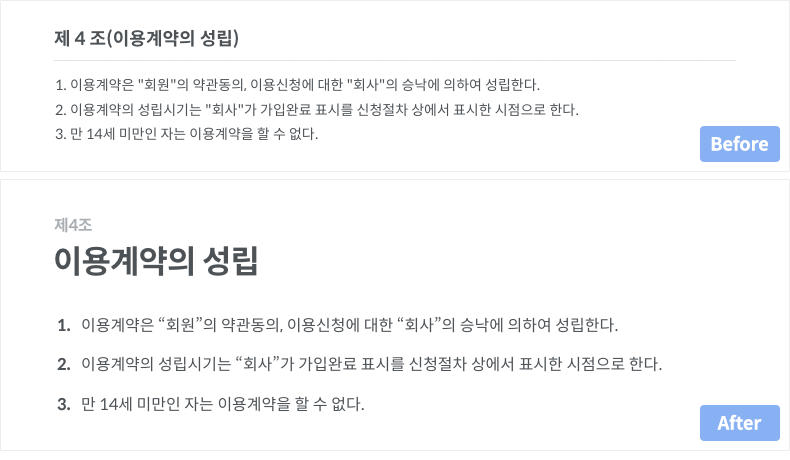 제 4 조(이용계약의 성립)
1. 이용계약은 "회원"의 약관동의, 이용신청에 대한 "회사"의 승낙에 의하여 성립한다.
2. 이용계약의 성립시기는 "회사"가 가입완료 표시를 신청절차 상에서 표시한 시점으로 한다.
3. 만 14세 미만인 자는 이용계약을 할 수 없다.
Before
제4조
이용계약의 성립
1. 이용계약은 “회원”의 약관동의, 이용신청에 대한 “회사”의 승낙에 의하여 성립한다.
2. 이용계약의 성립시기는 “회사”가 가입완료 표시를 신청절차 상에서 표시한 시점으로 한다.
3. 만 14세 미만인 자는 이용계약을 할 수 없다.
After